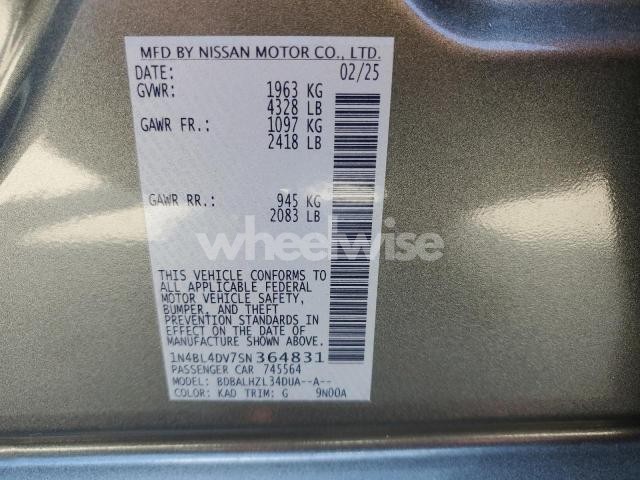 MFD BY NISSAN MOTOR CO., LTD.
DATE: 02/25
GVWR: 1963 KG
4328 LB
GAWR FR.: 1097 KG
2418 LB
GAWR RR.: 945 KG
2083 LB
wheelwise
THIS VEHICLE CONFORMS TO
ALL APPLICABLE FEDERAL
MOTOR VEHICLE SAFETY,
BUMPER, AND THEFT
PREVENTION STANDARDS
IN EFFECT ON THE DATE OF
MANUFACTURE SHOWN ABOVE.
1N4BL4DV7SN364831
PASSENGER CAR 745564
MODEL: BDBALHZL34DUA--A--
COLOR: KAD TRIM: G 9N00A